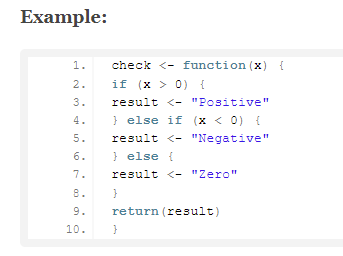 Example:
1. check <- function(x) {
2. if (x > 0) {
3. result <- "Positive"
4. } else if (x < 0) {
5. result <- "Negative"
6. } else {
7. result <- "Zero"
8. }
9. return(result)
10. }